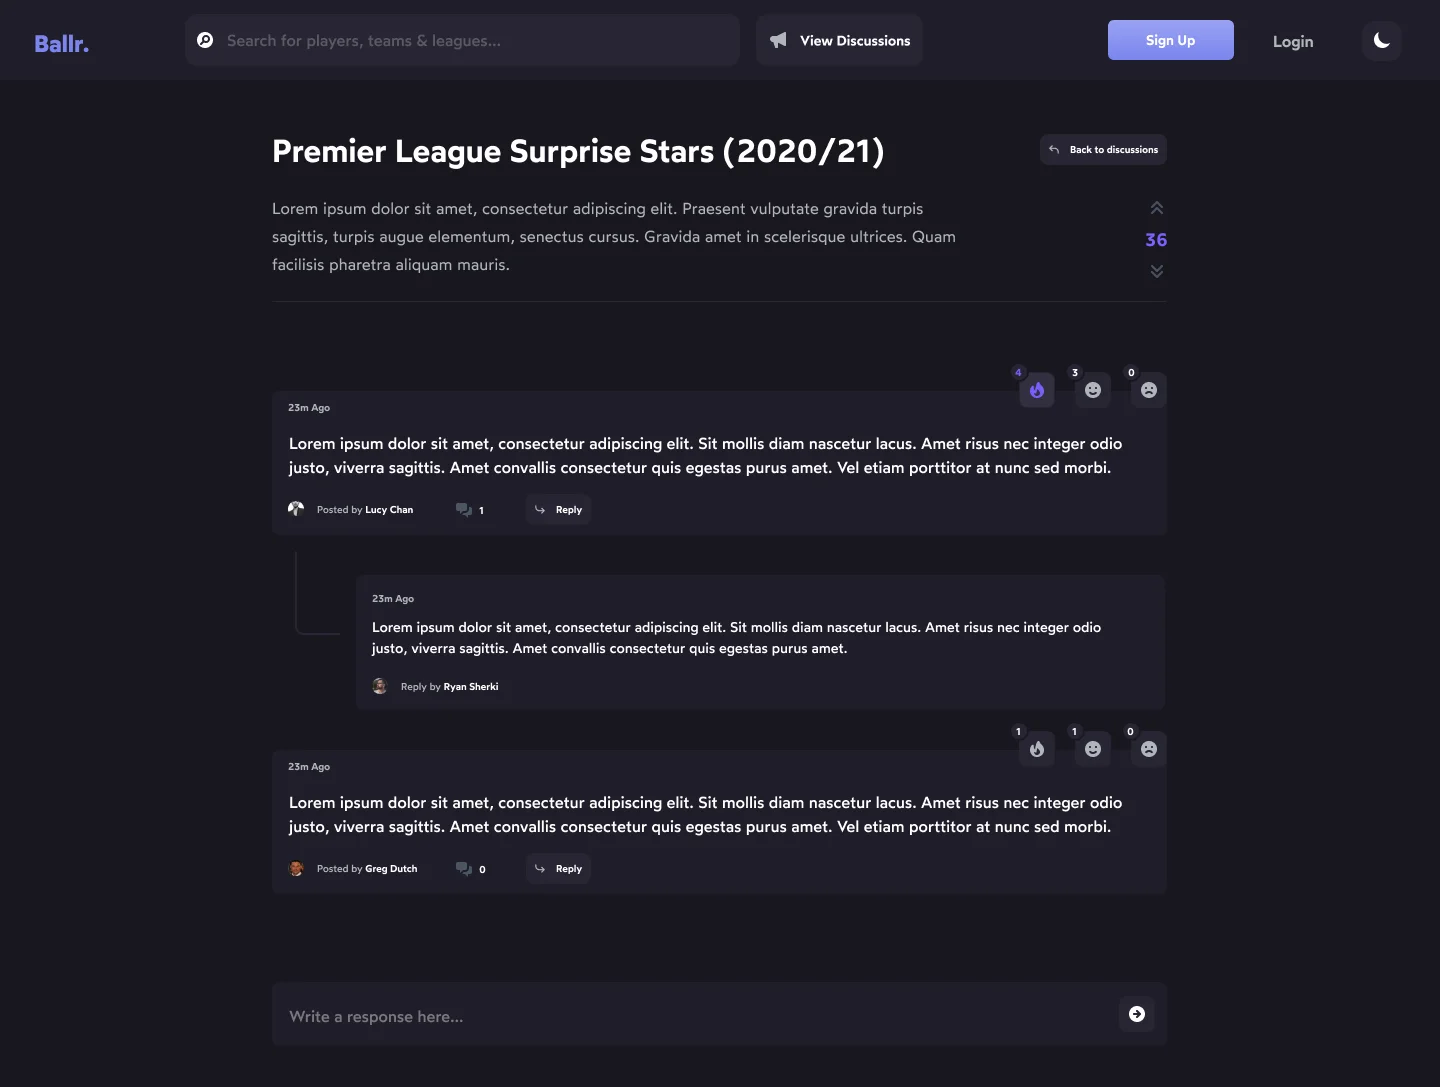 Ballr.
Search for players, teams & leagues...
View Discussions
Sign Up
Login
Premier League Surprise Stars (2020/21)
Back to discussions
Lorem ipsum dolor sit amet, consectetur adipiscing elit. Praesent vulputate gravida turpis
sagittis, turpis augue elementum, senectus cursus. Gravida amet in scelerisque ultrices. Quam
facilisis pharetra aliquam mauris.
36
4
3
0
23m Ago
Lorem ipsum dolor sit amet, consectetur adipiscing elit. Sit mollis diam nascetur lacus. Amet risus nec integer odio
justo, viverra sagittis. Amet convallis consectetur quis egestas purus amet. Vel etiam porttitor at nunc sed morbi.
Posted by Lucy Chan
1
Reply
23m Ago
Lorem ipsum dolor sit amet, consectetur adipiscing elit. Sit mollis diam nascetur lacus. Amet risus nec integer odio
justo, viverra sagittis. Amet convallis consectetur quis egestas purus amet.
Reply by Ryan Sherki
1
1
0
23m Ago
Lorem ipsum dolor sit amet, consectetur adipiscing elit. Sit mollis diam nascetur lacus. Amet risus nec integer odio
justo, viverra sagittis. Amet convallis consectetur quis egestas purus amet. Vel etiam porttitor at nunc sed morbi.
Posted by Greg Dutch
0
Reply
Write a response here...